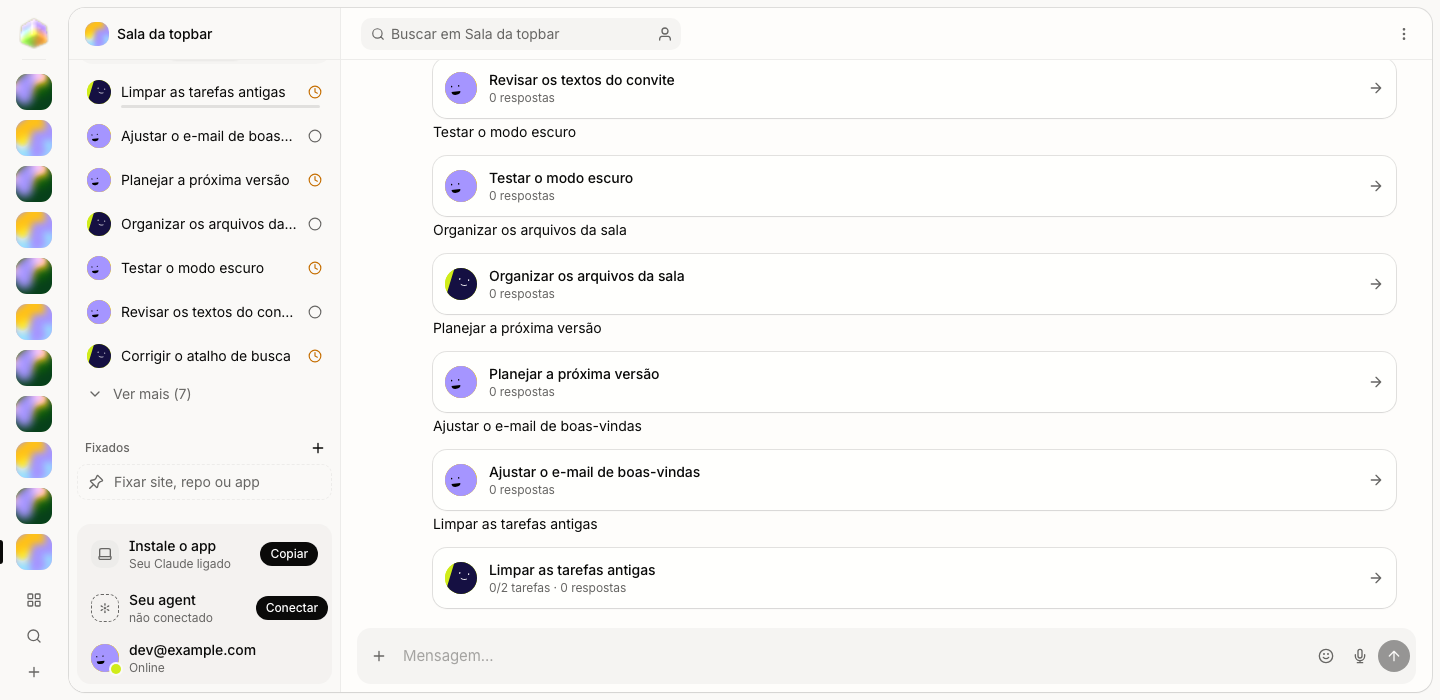 Sala da topbar
Buscar em Sala da topbar
Limpar as tarefas antigas
Ajustar o e-mail de boas...
Planejar a próxima versão
Organizar os arquivos da...
Testar o modo escuro
Revisar os textos do con...
Corrigir o atalho de busca
Ver mais (7)
Fixados
Fixar site, repo ou app
Instale o app
Seu Claude ligado
Copiar
Seu agent
não conectado
Conectar
dev@example.com
Online
Revisar os textos do convite
0 respostas
Testar o modo escuro
Testar o modo escuro
0 respostas
Organizar os arquivos da sala
Organizar os arquivos da sala
0 respostas
Planejar a próxima versão
Planejar a próxima versão
0 respostas
Ajustar o e-mail de boas-vindas
Ajustar o e-mail de boas-vindas
0 respostas
Limpar as tarefas antigas
Limpar as tarefas antigas
0/2 tarefas · 0 respostas
Mensagem...